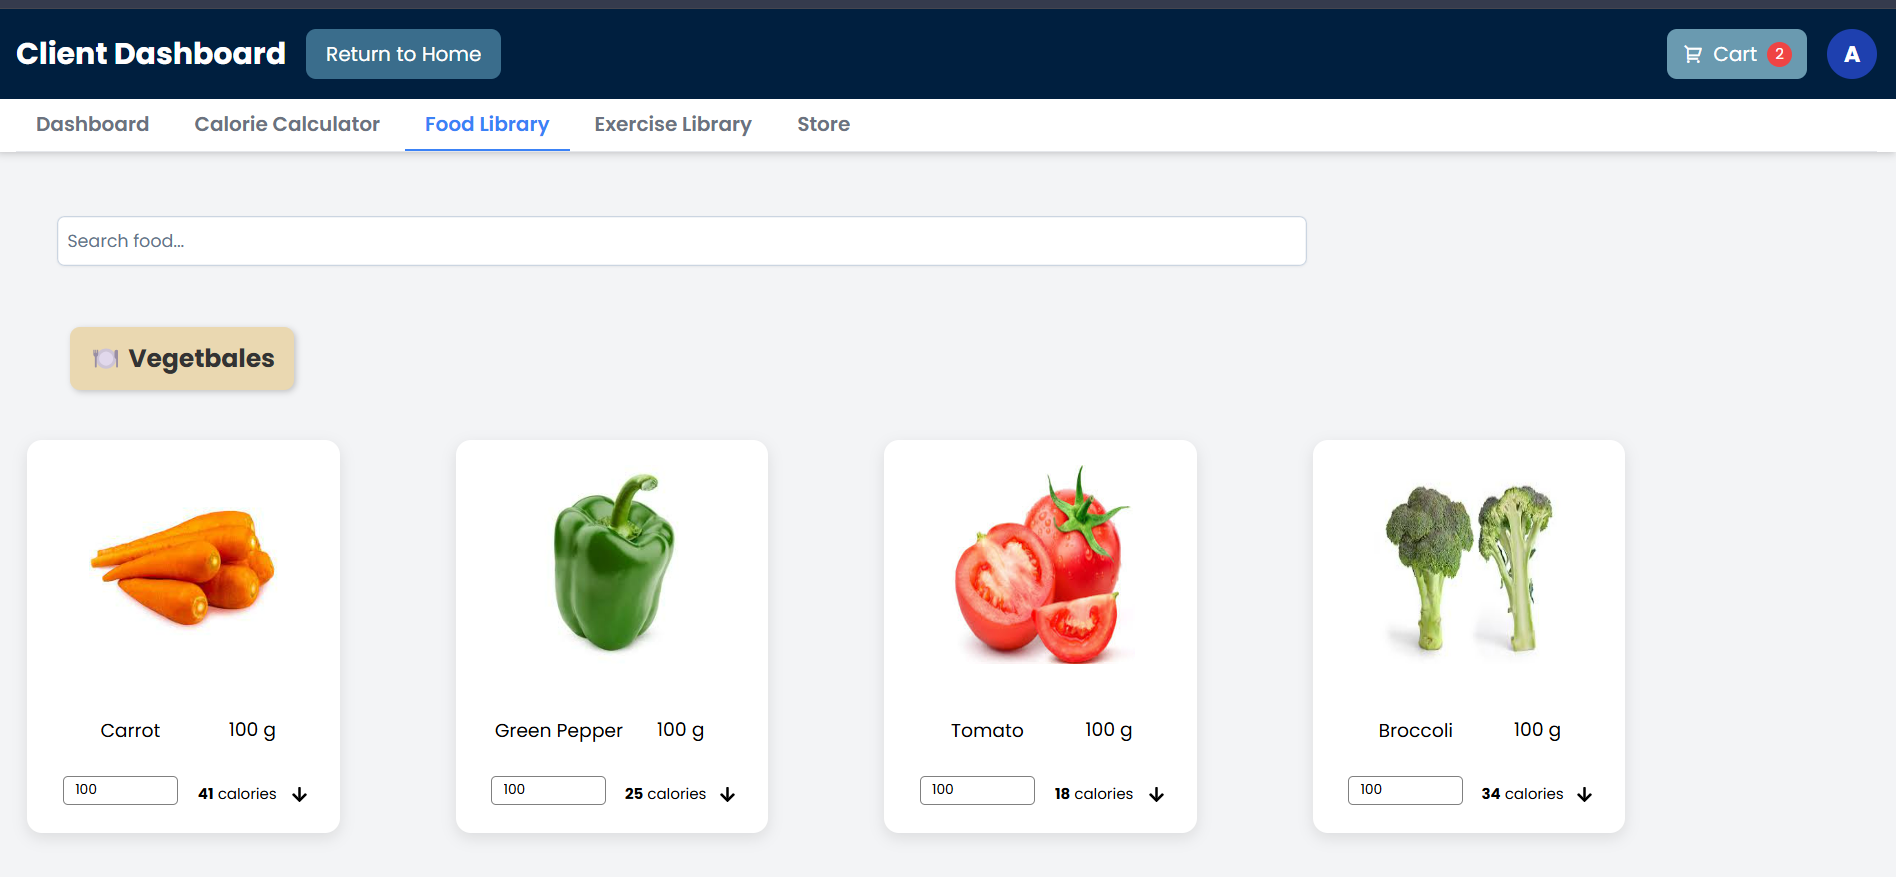 Client Dashboard Return to Home Cart 2 A
Dashboard Calorie Calculator Food Library Exercise Library Store
Search food...
Vegetbales
Carrot 100 g Green Pepper 100 g Tomato 100 g Broccoli 100 g
100 41 calories 100 25 calories 100 18 calories 100 34 calories